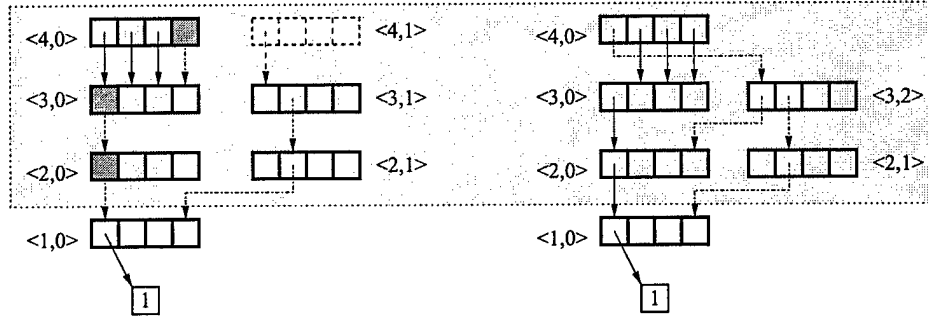 <4,0> <4,1> <4,0>
<3,0> <3,1> <3,0> <3,2>
<2,0> <2,1> <2,0> <2,1>
<1,0> <1,0>
1 1